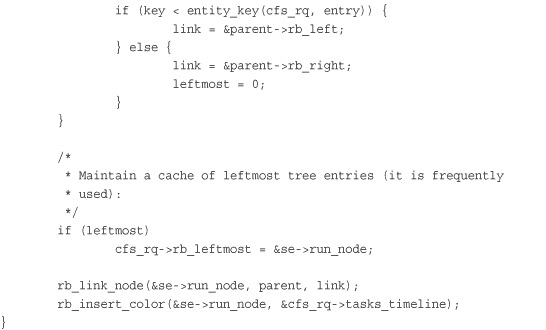 if (key < entity_key(cfs_rq, entry)) {
link = &parent->rb_left;
} else {
link = &parent->rb_right;
leftmost = 0;
}
}
/*
* Maintain a cache of leftmost tree entries (it is frequently
* used):
*/
if (leftmost)
cfs_rq->rb_leftmost = &se->run_node;
rb_link_node(&se->run_node, parent, link);
rb_insert_color(&se->run_node, &cfs_rq->tasks_timeline);
}